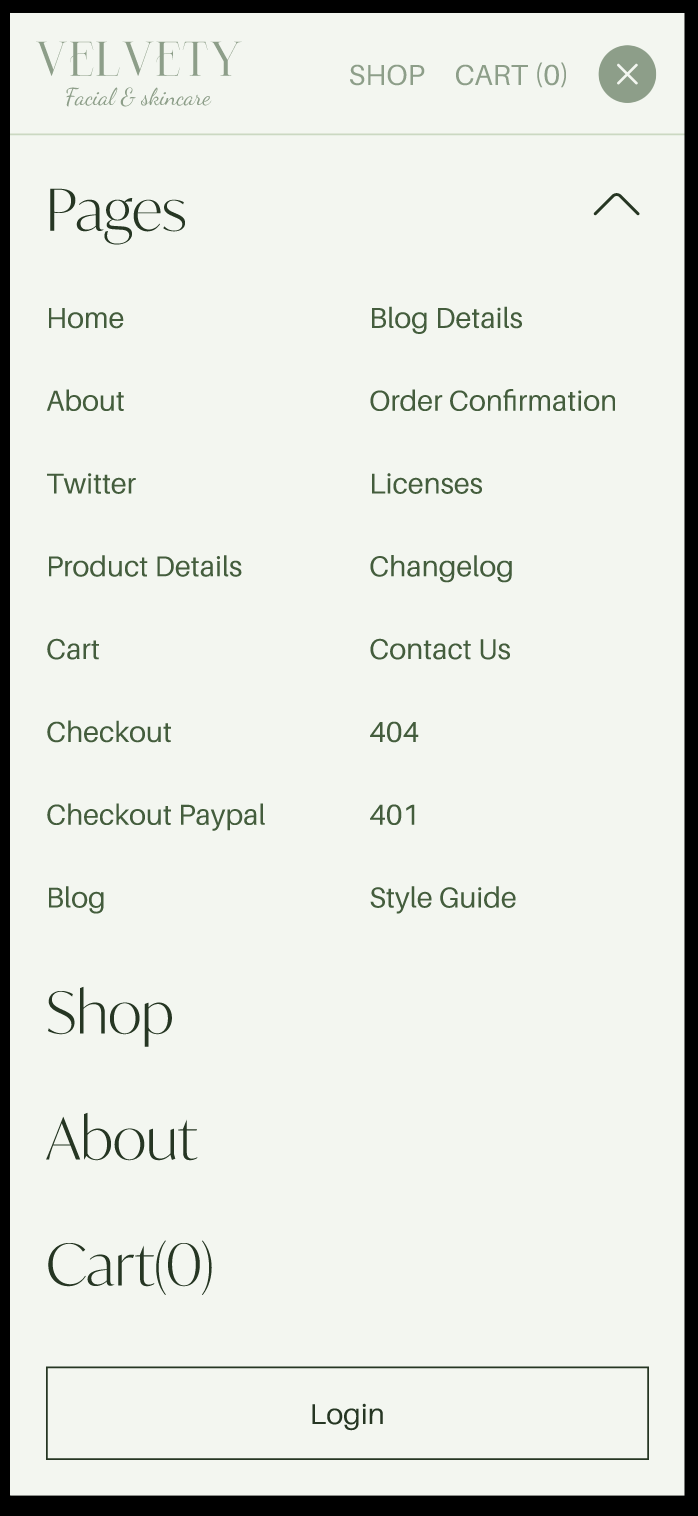 VELVETY
Facial & skincare
SHOP CART (0)
Pages
Home
About
Twitter
Product Details
Cart
Checkout
Checkout Paypal
Blog
Blog Details
Order Confirmation
Licenses
Changelog
Contact Us
404
401
Style Guide
Shop
About
Cart(0)
Login